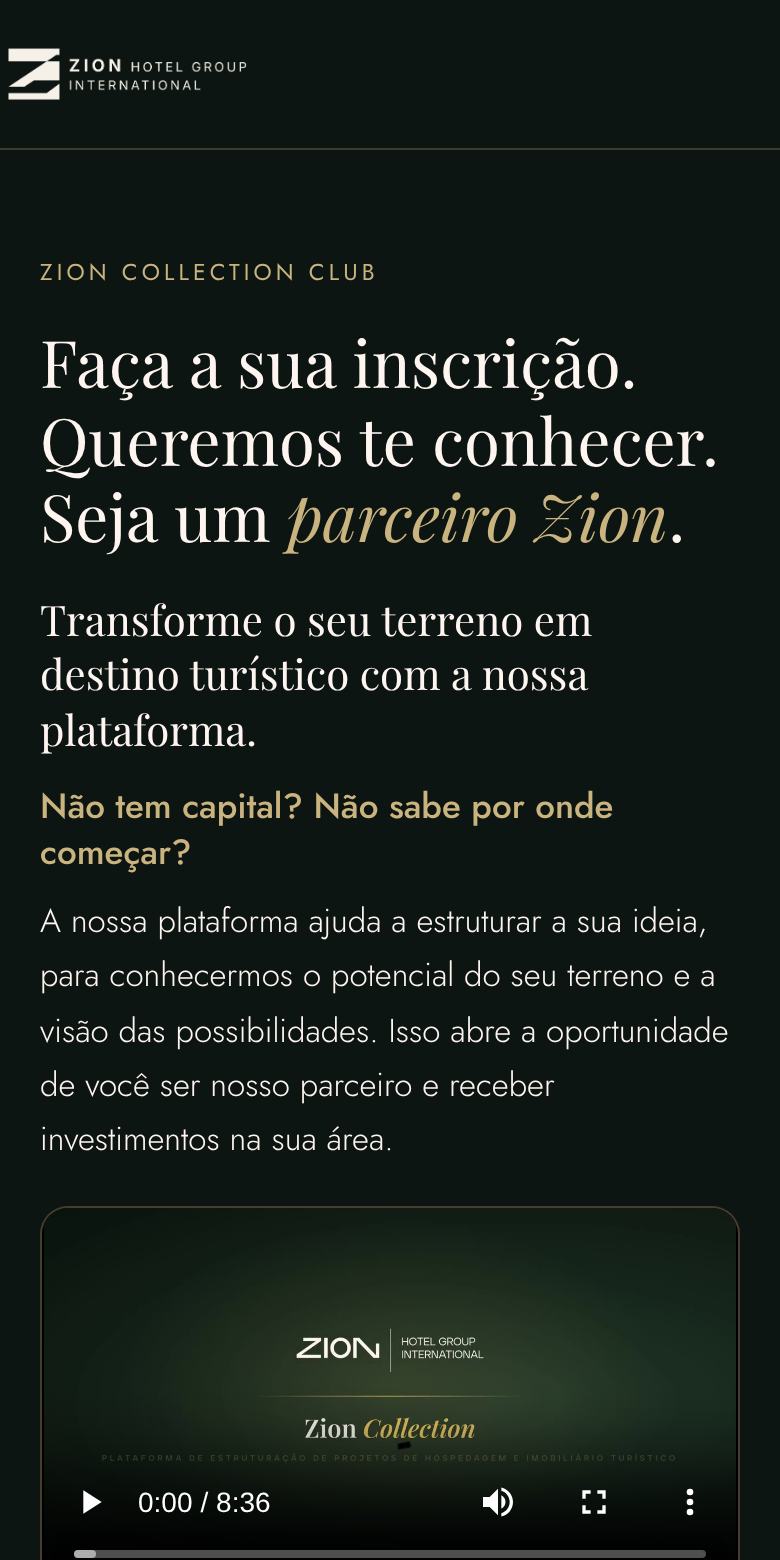 ZION HOTEL GROUP
INTERNATIONAL
ZION COLLECTION CLUB
Faça a sua inscrição.
Queremos te conhecer.
Seja um parceiro Zion.
Transforme o seu terreno em
destino turístico com a nossa
plataforma.
Não tem capital? Não sabe por onde
começar?
A nossa plataforma ajuda a estruturar a sua ideia,
para conhecermos o potencial do seu terreno e a
visão das possibilidades. Isso abre a oportunidade
de você ser nosso parceiro e receber
investimentos na sua área.
ZION HOTEL GROUP
INTERNATIONAL
Zion Collection
PLATAFORMA DE ESTRUTURAÇÃO DE PROJETOS DE HOSPEDAGEM E IMOBILIÁRIO TURÍSTICO
0:00 / 8:36